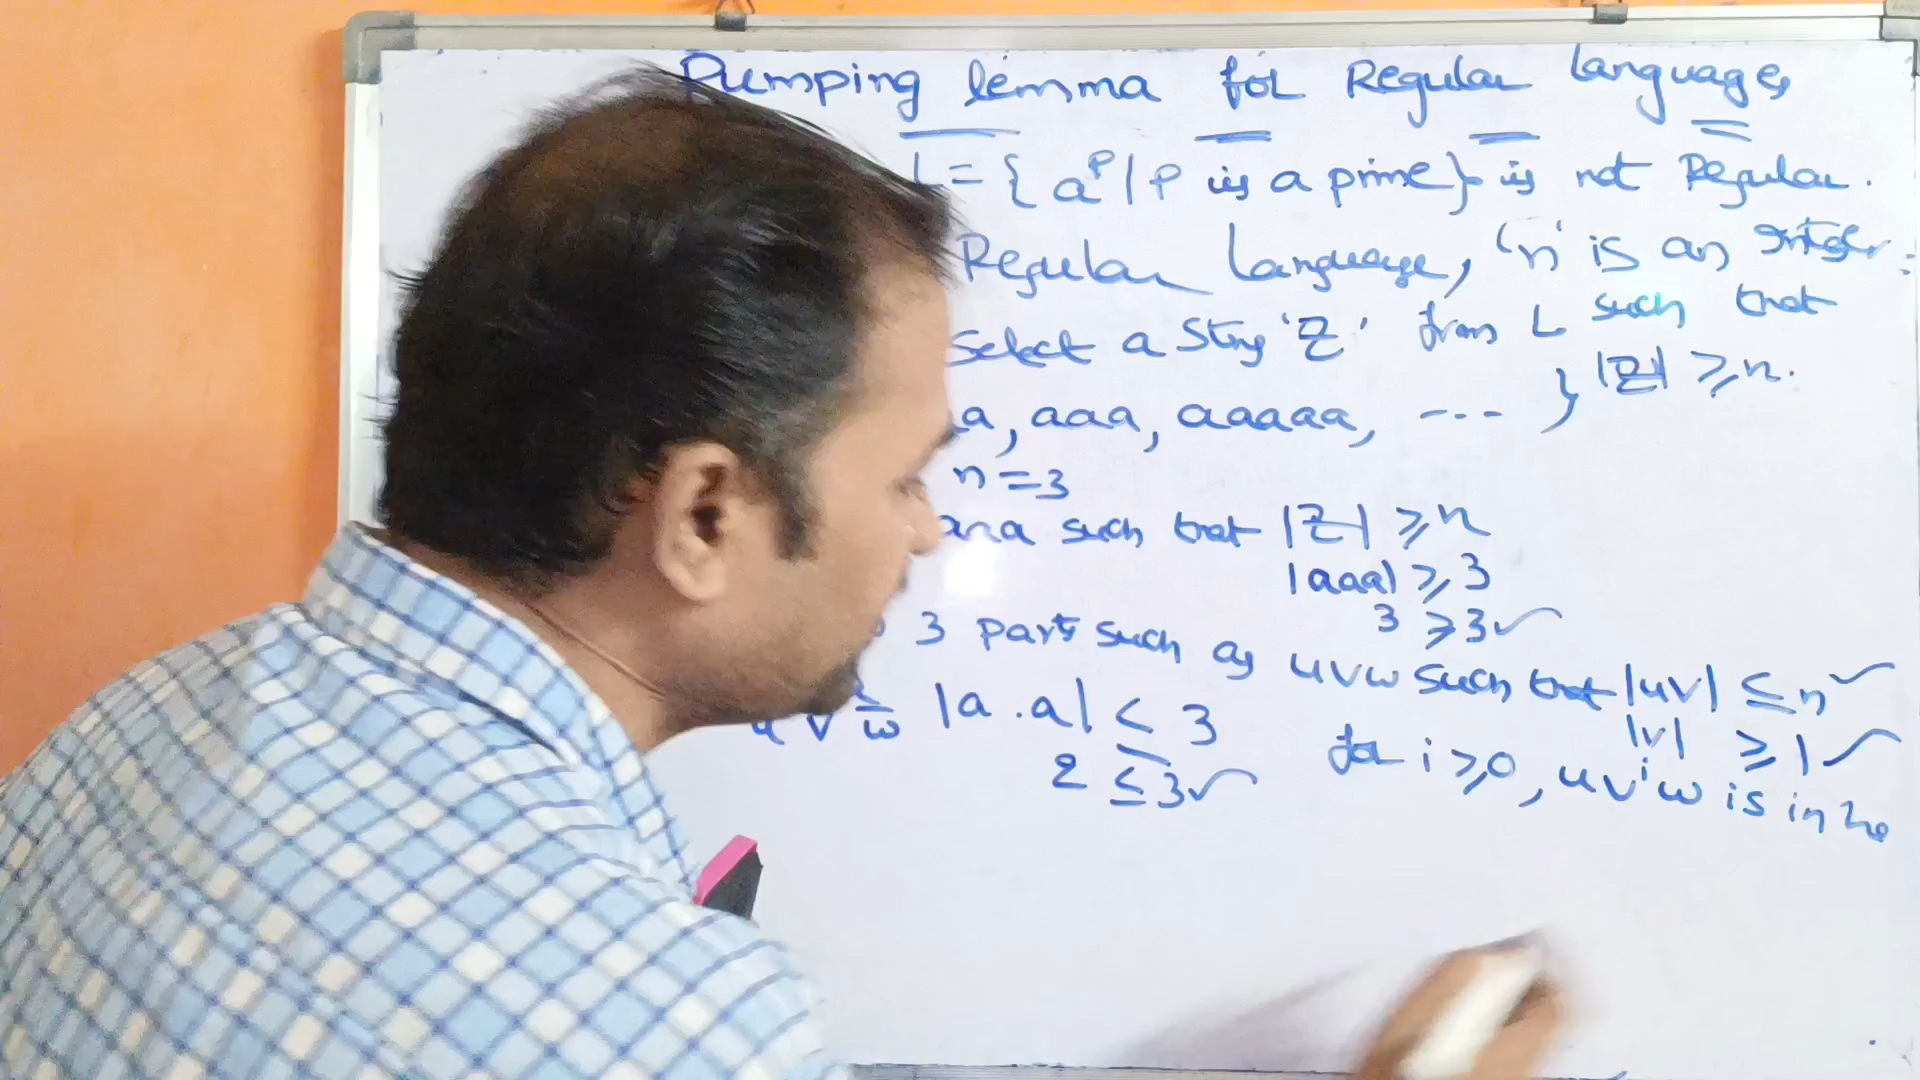 Pumping lemma for Regular Languages
L = { a^p | p is a prime} is not Regular.
Regular Language, 'n' is an Integer.
Select a String 'Z' from L such that
|Z| ≥ n.
a, aaa, aaaaa, --- }
n = 3
such that |Z| ≥ n
|aaa| ≥ 3
3 ≥ 3 ✓
3 parts such as uvw such that |uv| ≤ n ✓
u v w |a . a| ≤ 3
|v| ≥ 1 ✓
2 ≤ 3 ✓
for i ≥ 0, uv^i w is in L.